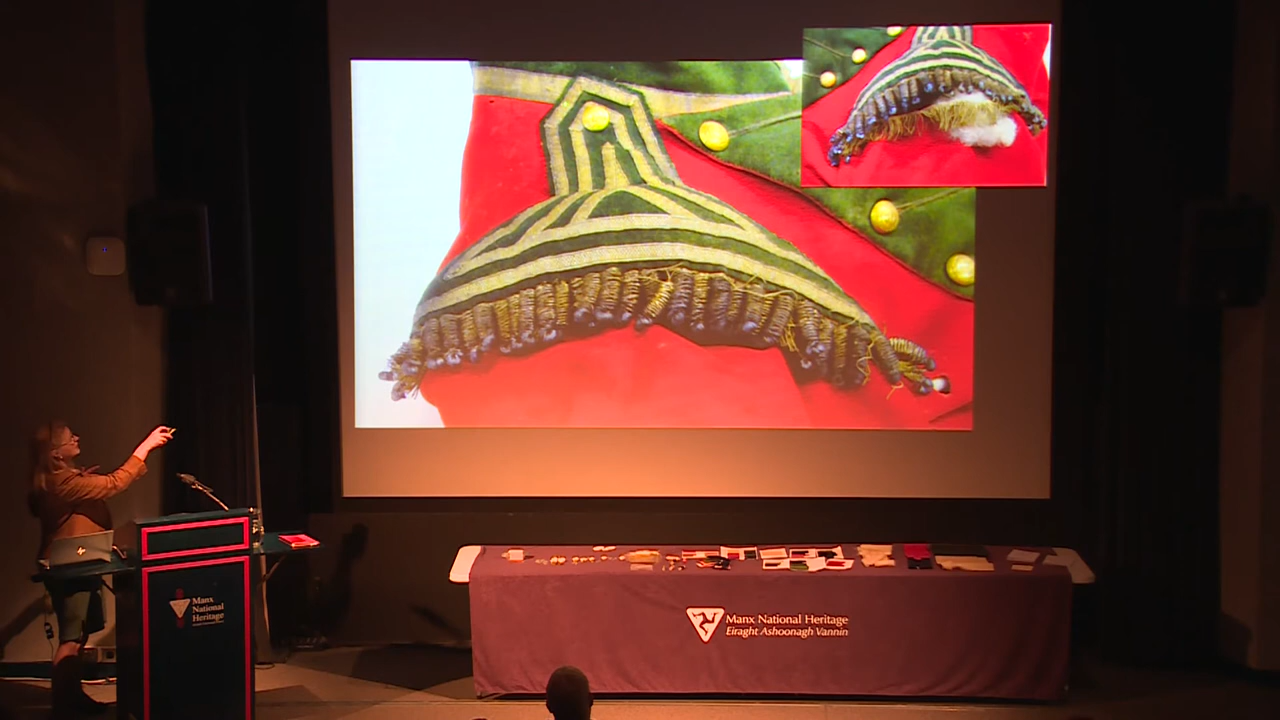 Manx
National
Heritage
Manx National Heritage
Eiraght Ashoonagh Vannin